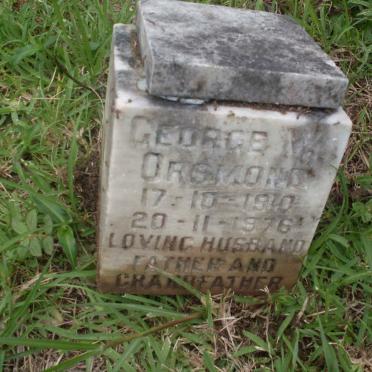 GEORGE W.
ORSMOND
17-10-1910
20-11-1976
LOVING HUSBAND
FATHER AND
GRANDFATHER